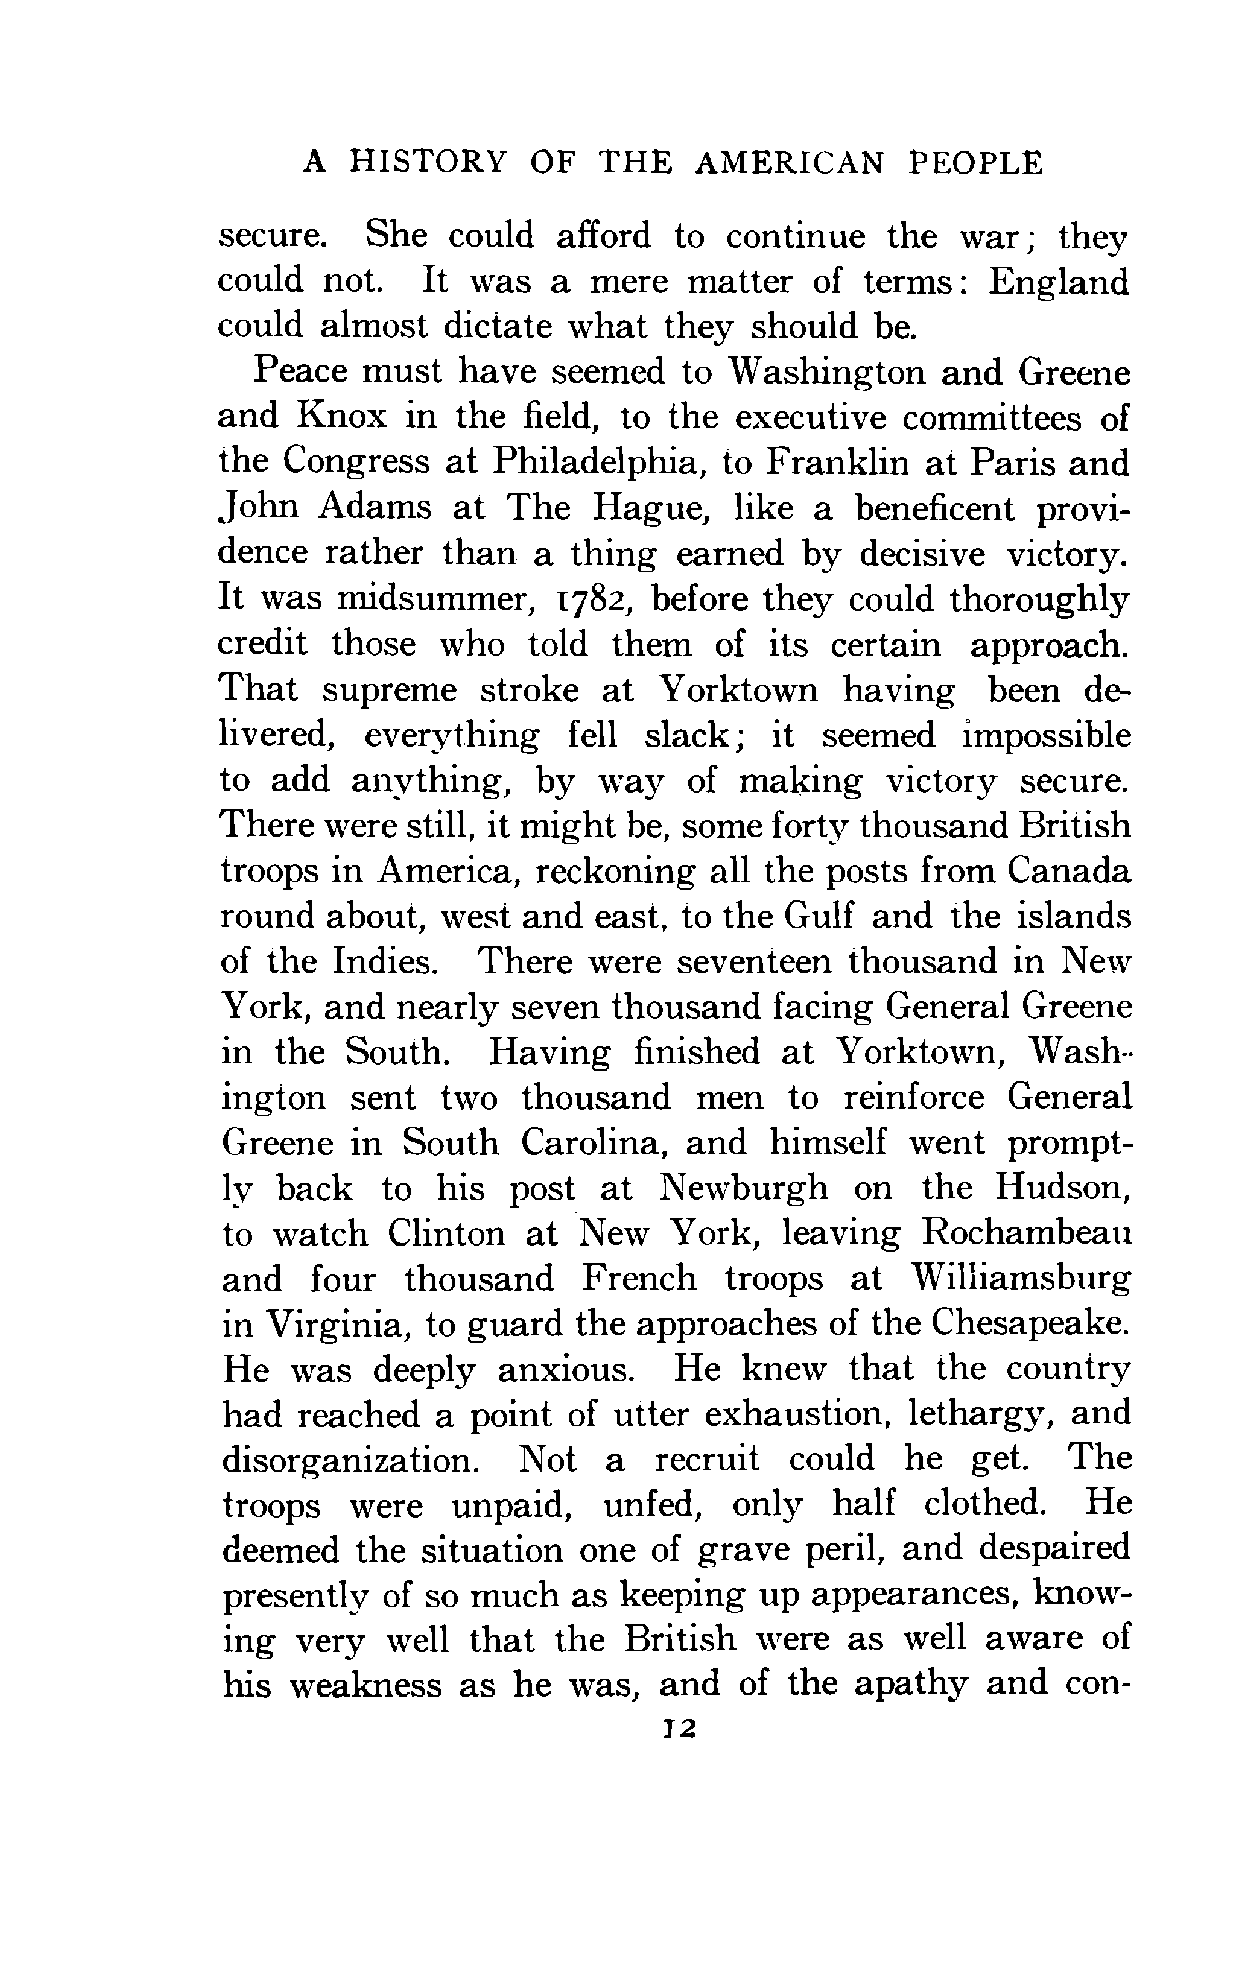 A HISTORY OF THE AMERICAN PEOPLE
secure. She could afford to continue the war; they
could not. It was a mere matter of terms: England
could almost dictate what they should be.
Peace must have seemed to Washington and Greene
and Knox in the field, to the executive committees of
the Congress at Philadelphia, to Franklin at Paris and
John Adams at The Hague, like a beneficent provi-
dence rather than a thing earned by decisive victory.
It was midsummer, 1782, before they could thoroughly
credit those who told them of its certain approach.
That supreme stroke at Yorktown having been de-
livered, everything fell slack; it seemed impossible
to add anything, by way of making victory secure.
There were still, it might be, some forty thousand British
troops in America, reckoning all the posts from Canada
round about, west and east, to the Gulf and the islands
of the Indies. There were seventeen thousand in New
York, and nearly seven thousand facing General Greene
in the South. Having finished at Yorktown, Wash-
ington sent two thousand men to reinforce General
Greene in South Carolina, and himself went prompt-
ly back to his post at Newburgh on the Hudson,
to watch Clinton at New York, leaving Rochambeau
and four thousand French troops at Williamsburg
in Virginia, to guard the approaches of the Chesapeake.
He was deeply anxious. He knew that the country
had reached a point of utter exhaustion, lethargy, and
disorganization. Not a recruit could he get. The
troops were unpaid, unfed, only half clothed. He
deemed the situation one of grave peril, and despaired
presently of so much as keeping up appearances, know-
ing very well that the British were as well aware of
his weakness as he was, and of the apathy and con-
12